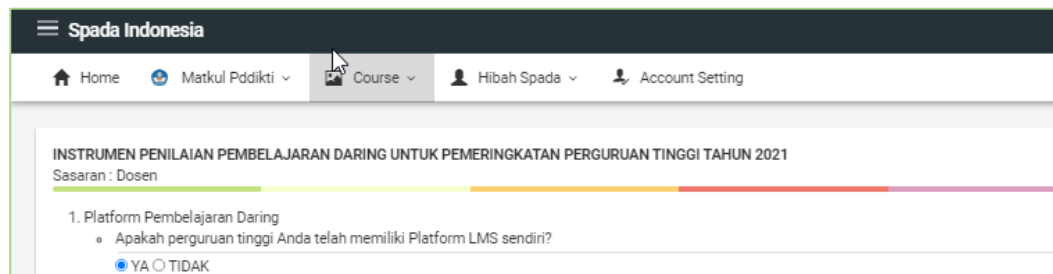 Spada Indonesia
Home Matkul Pddikti Course Hibah Spada Account Setting
INSTRUMEN PENILAIAN PEMBELAJARAN DARING UNTUK PEMERINGKATAN PERGURUAN TINGGI TAHUN 2021
Sasaran : Dosen
1. Platform Pembelajaran Daring
Apakah perguruan tinggi Anda telah memiliki Platform LMS sendiri?
YA TIDAK